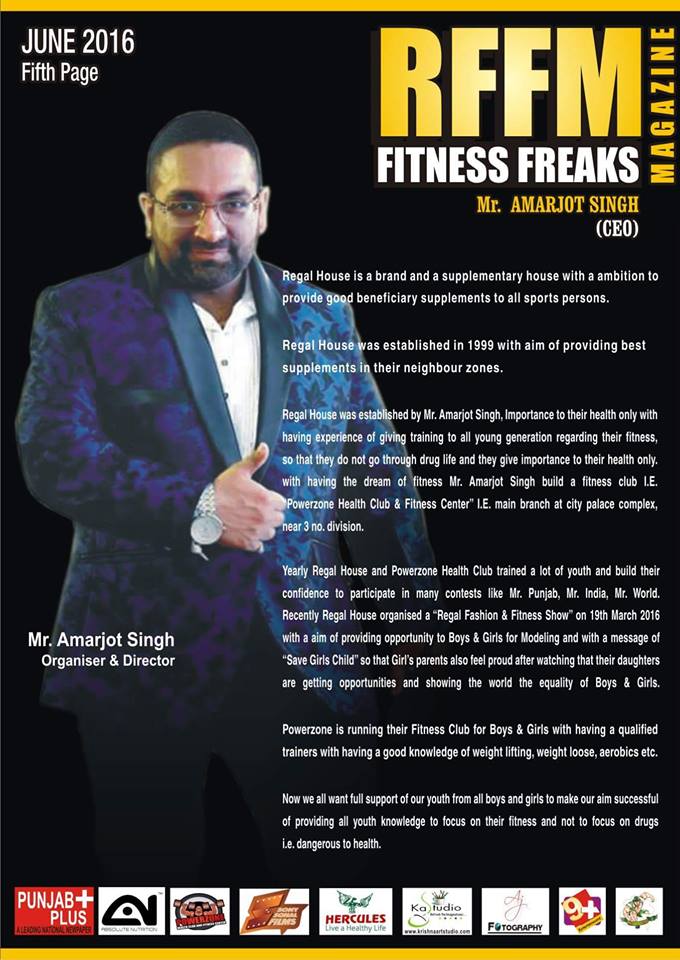 JUNE 2016
Fifth Page
RFFM
MAGAZINE
FITNESS FREAKS
Mr. AMARJOT SINGH
(CEO)
Regal House is a brand and a supplementary house with a ambition to
provide good beneficiary supplements to all sports persons.
Regal House was established in 1999 with aim of providing best
supplements in their neighbour zones.
Regal House was established by Mr. Amarjot Singh, Importance to their health only with
having experience of giving training to all young generation regarding their fitness,
so that they do not go through drug life and they give importance to their health only.
with having the dream of fitness Mr. Amarjot Singh build a fitness club I.E.
"Powerzone Health Club & Fitness Center" I.E. main branch at city palace complex,
near 3 no. division.
Yearly Regal House and Powerzone Health Club trained a lot of youth and build their
confidence to participate in many contests like Mr. Punjab, Mr. India, Mr. World.
Recently Regal House organised a “Regal Fashion & Fitness Show” on 19th March 2016
with a aim of providing opportunity to Boys & Girls for Modeling and with a message of
“Save Girls Child” so that Girl's parents also feel proud after watching that their daughters
are getting opportunities and showing the world the equality of Boys & Girls.
Powerzone is running their Fitness Club for Boys & Girls with having a qualified
trainers with having a good knowledge of weight lifting, weight loose, aerobics etc.
Now we all want full support of our youth from all boys and girls to make our aim successful
of providing all youth knowledge to focus on their fitness and not to focus on drugs
i.e. dangerous to health.
Mr. Amarjot Singh
Organiser & Director
PUNJAB+
PLUS
A LEADING NATIONAL NEWSPAPER
ABSOLUTE NUTRITION
POWERZONE
SONY
SONAL
FILMS
HERCULES
Live a Healthy Life
Ka Studio
www.krishnaartstudio.com
Aj
FOTOGRAPHY
9+